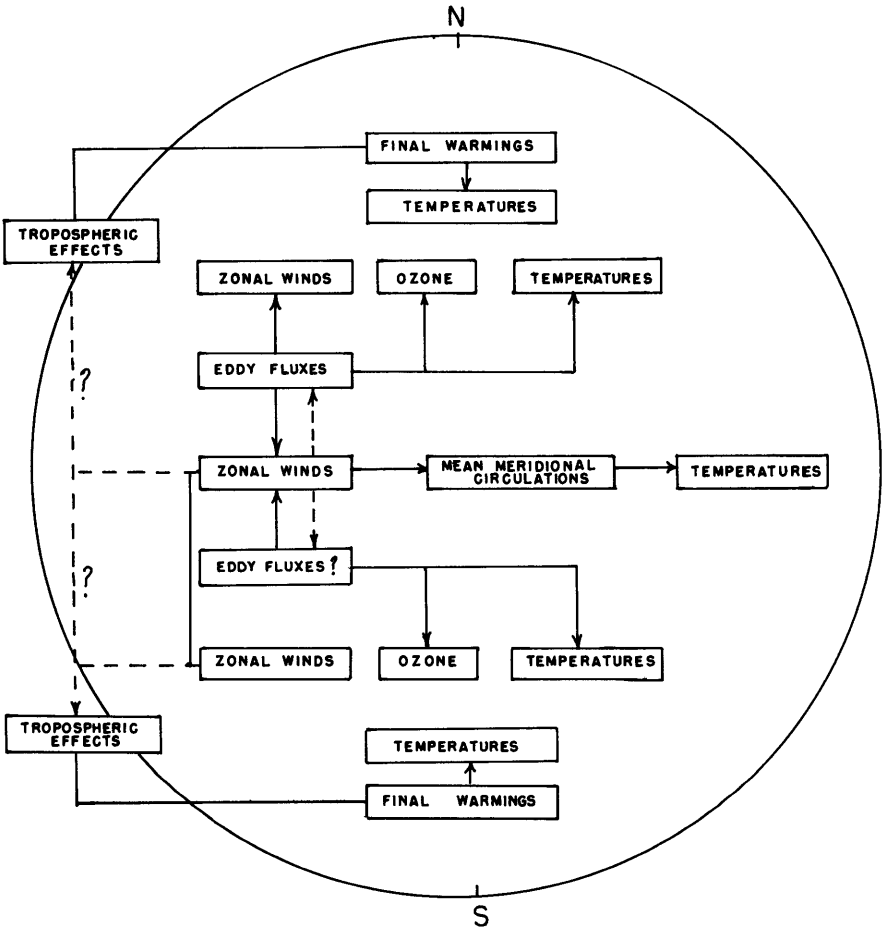 N
FINAL WARMINGS
TEMPERATURES
TROPOSPHERIC
EFFECTS
ZONAL WINDS
OZONE
TEMPERATURES
?
EDDY FLUXES
ZONAL WINDS
MEAN MERIDIONAL
CIRCULATIONS
TEMPERATURES
?
EDDY FLUXES?
ZONAL WINDS
OZONE
TEMPERATURES
TROPOSPHERIC
EFFECTS
TEMPERATURES
FINAL WARMINGS
S